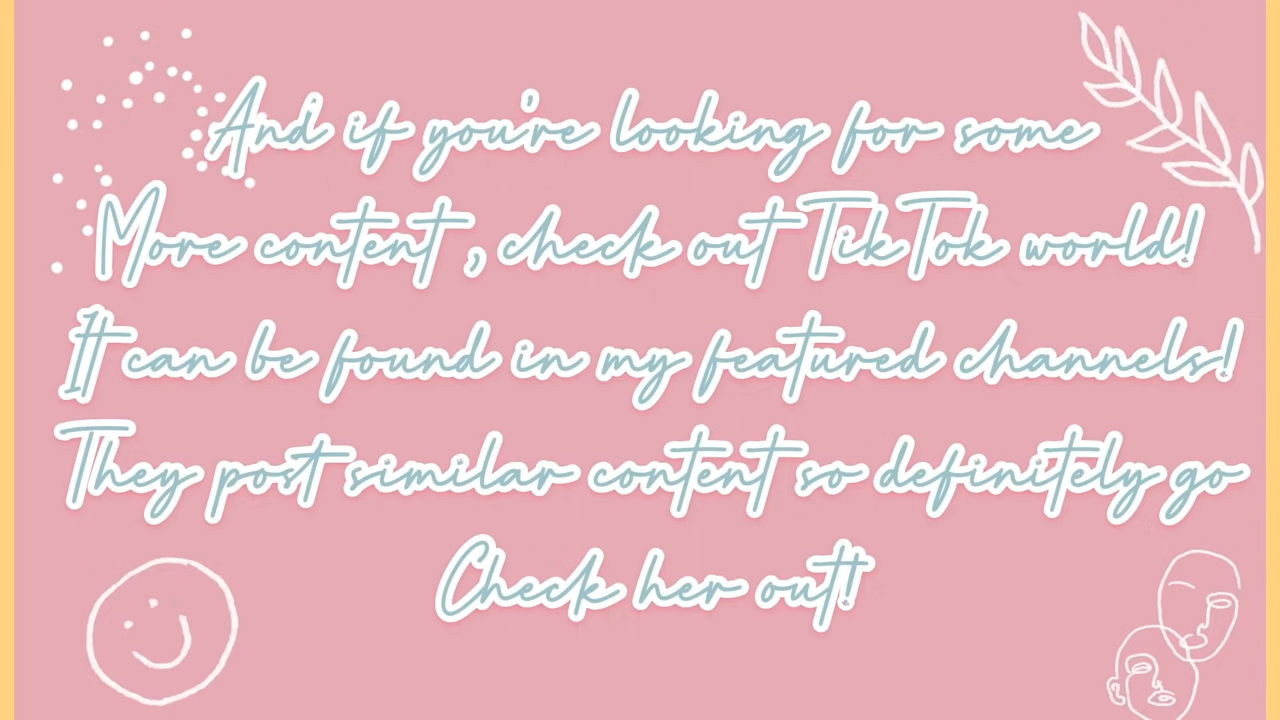 And if you're looking for some
More content, check out TikTok world!
It can be found in my featured channels!
They post similar content so definitely go
Check her out!